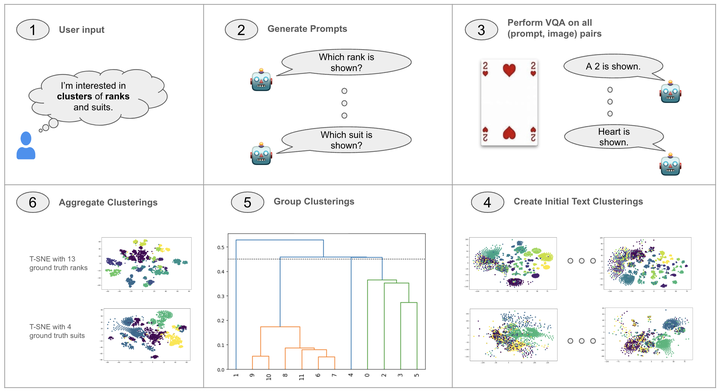 1 User input
I'm interested in
clusters of ranks
and suits.
2 Generate Prompts
Which rank is
shown?
Which suit is
shown?
3 Perform VQA on all
(prompt, image) pairs
2 2
2 2
A 2 is shown.
Heart is
shown.
6 Aggregate Clusterings
T-SNE with 13
ground truth ranks
T-SNE with 4
ground truth suits
5 Group Clusterings
0.5
0.4
0.3
0.2
0.1
0.0
1 9 10 8 11 6 7 4 0 2 3 5
4 Create Initial Text Clusterings